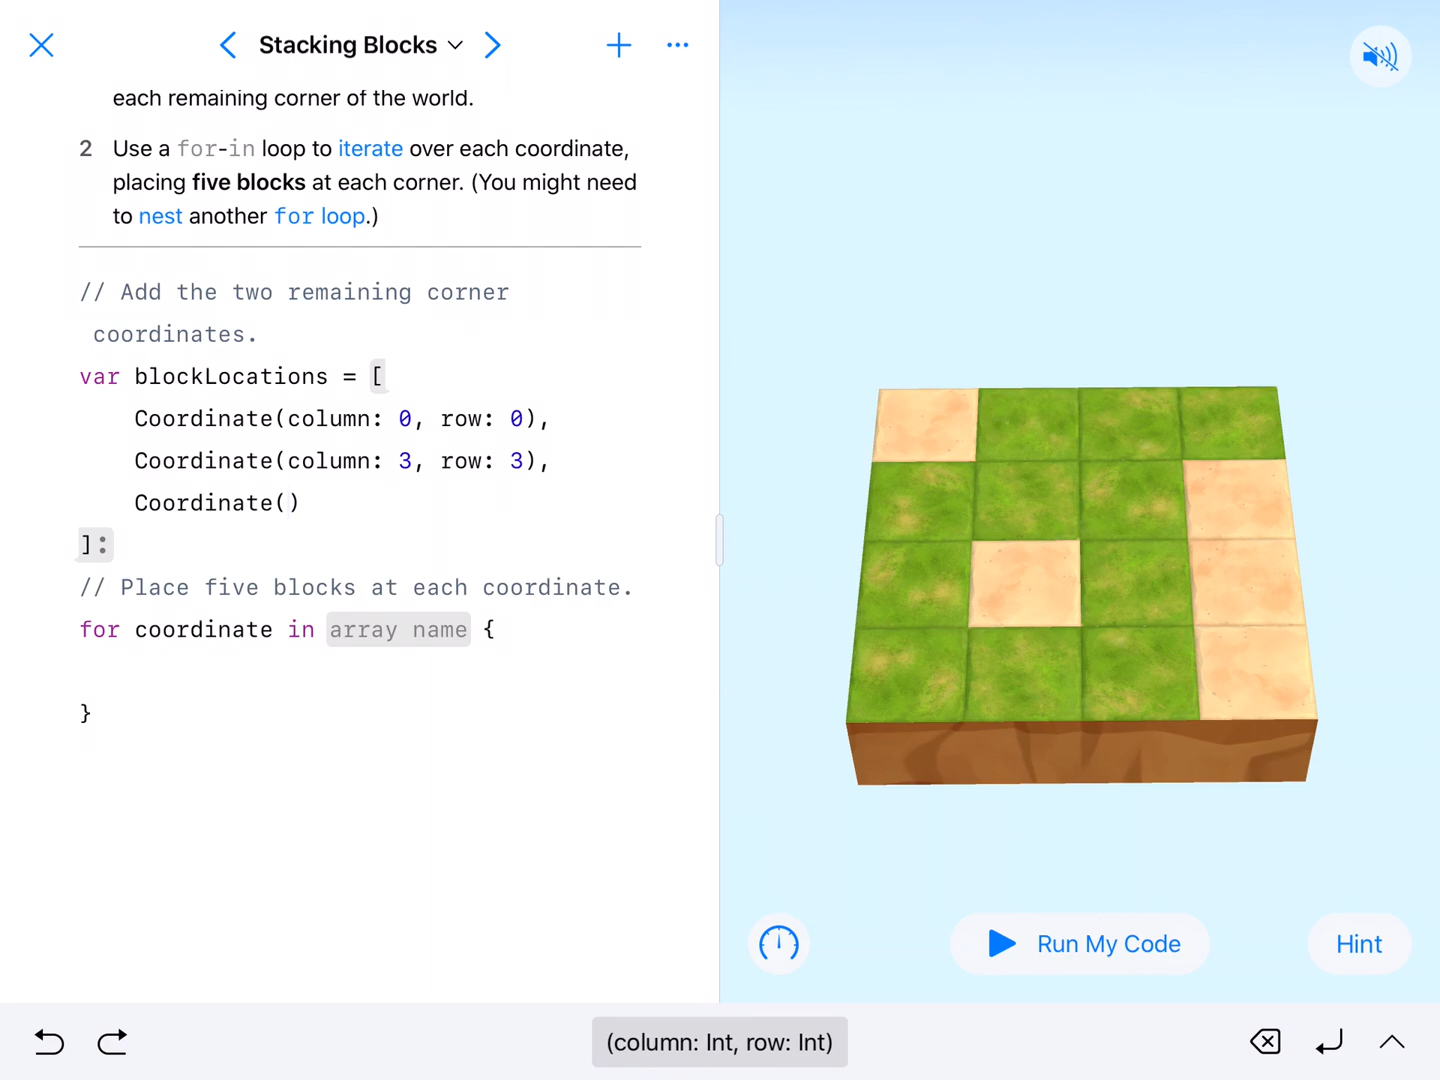 Stacking Blocks
each remaining corner of the world.
2 Use a for-in loop to iterate over each coordinate,
placing five blocks at each corner. (You might need
to nest another for loop.)
// Add the two remaining corner
coordinates.
var blockLocations = [
Coordinate(column: 0, row: 0),
Coordinate(column: 3, row: 3),
Coordinate()
]:
// Place five blocks at each coordinate.
for coordinate in array name {
}
Run My Code
Hint
(column: Int, row: Int)